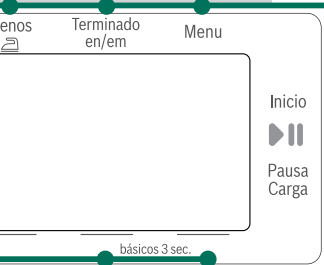 enos
Terminado
en/em
Menu
Inicio
Pausa
Carga
básicos 3 sec.